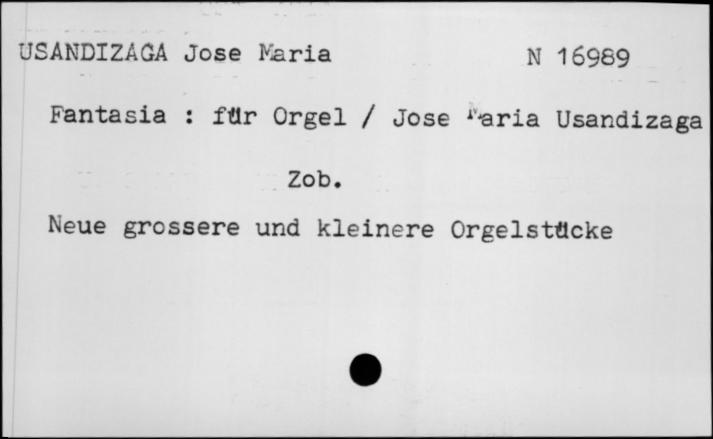 USANDIZAGA Jose Maria N 16989
Fantasia : für Orgel / Jose Maria Usandizaga
Zob.
Neue grossere und kleinere Orgelstücke